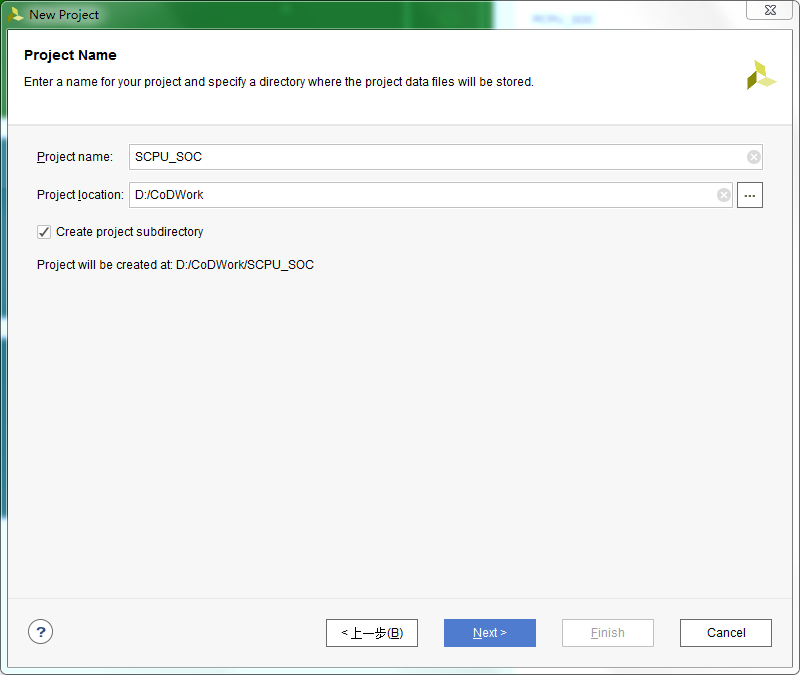 New Project
Project Name
Enter a name for your project and specify a directory where the project data files will be stored.
Project name: SCPU_SOC
Project location: D:/CoDWork ...
Create project subdirectory
Project will be created at: D:/CoDWork/SCPU_SOC
? < 上一步(B) Next > Finish Cancel